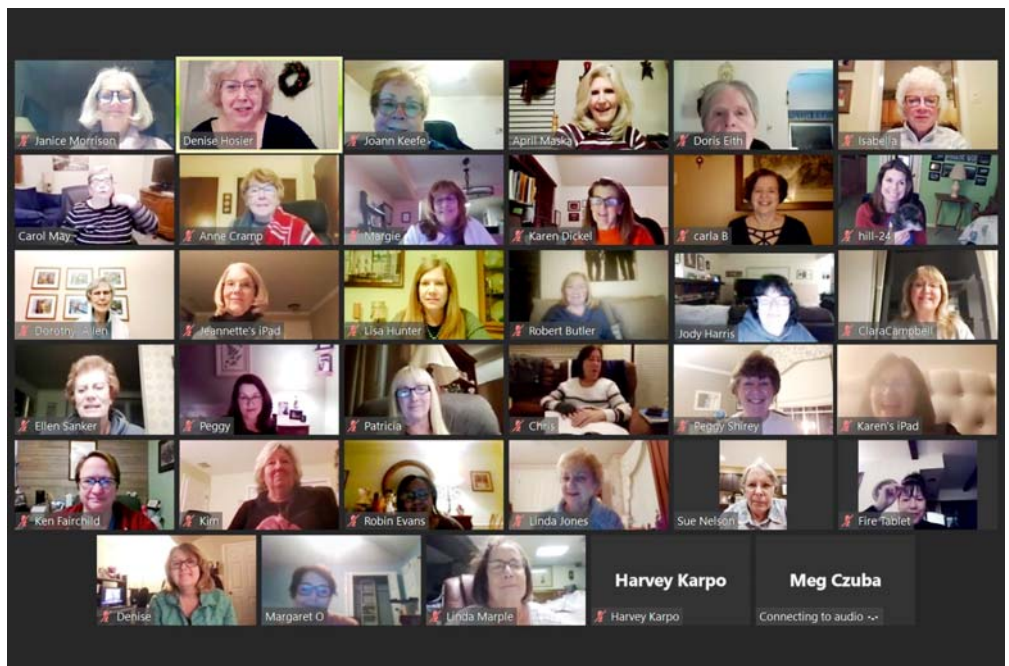 Janice Morrison
Denise Hosler
Joann Keefe
April Maska
Doris Eith
Isabella
Carol May
Anne Cramp
Margie
Karen Dickel
carla B
hill-24
Dorothy Allen
Jeannette's iPad
Lisa Hunter
Robert Butler
Jody Harris
ClaraCampbell
Ellen Sanker
Peggy
Patricia
Chris
Peggy Shirey
Karen's iPad
Ken Fairchild
Kim
Robin Evans
Linda Jones
Sue Nelson
Fire Tablet
Denise
Margaret O
Linda Marple
Harvey Karpo
Harvey Karpo
Meg Czuba
Connecting to audio